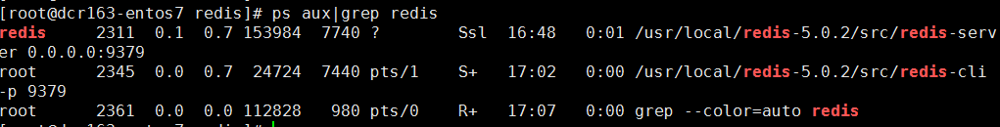 [root@dcr163-entos7 redis]# ps aux|grep redis
redis      2311  0.1  0.7 153984  7740 ?        Ssl  16:48   0:01 /usr/local/redis-5.0.2/src/redis-serv
er 0.0.0.0:9379
root       2345  0.0  0.7  24724  7440 pts/1    S+   17:02   0:00 /usr/local/redis-5.0.2/src/redis-cli
-p 9379
root       2361  0.0  0.0 112828   980 pts/0    R+   17:07   0:00 grep --color=auto redis